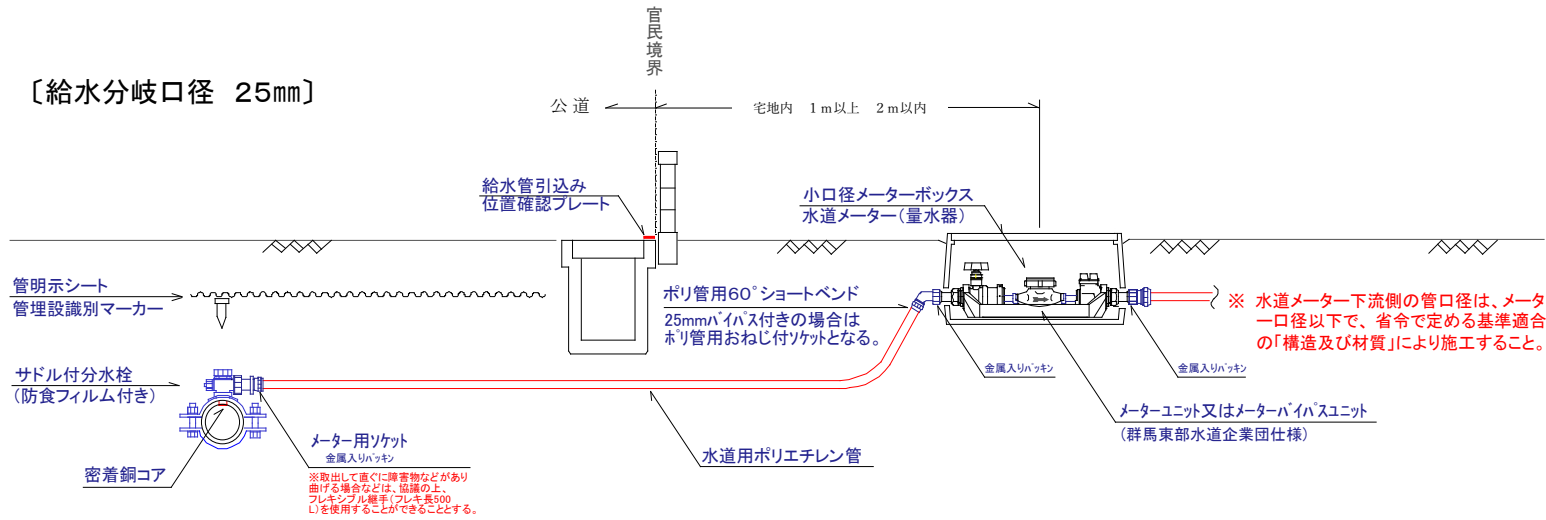 官民境界
〔給水分岐口径 25㎜〕
公道
宅地内 1m以上 2m以内
給水管引込み
位置確認プレート
小口径メーターボックス
水道メーター(量水器)
管明示シート
管埋設識別マーカー
ポリ管用60°ショートベンド
25mmバイパス付きの場合は
ポリ管用おねじ付ソケットとなる。
※ 水道メーター下流側の管口径は、メータ
ー口径以下で、省令で定める基準適合
の「構造及び材質」により施工すること。
金属入りパッキン
金属入りパッキン
サドル付分水栓
(防食フィルム付き)
メーターユニット又はメーターバイパスユニット
(群馬東部水道企業団仕様)
メーター用ソケット
金属入りパッキン
水道用ポリエチレン管
密着銅コア
※取出して直ぐに障害物などがあり
曲げる場合などは、協議の上、
フレキシブル継手(フレキ長500
L)を使用することができることとする。